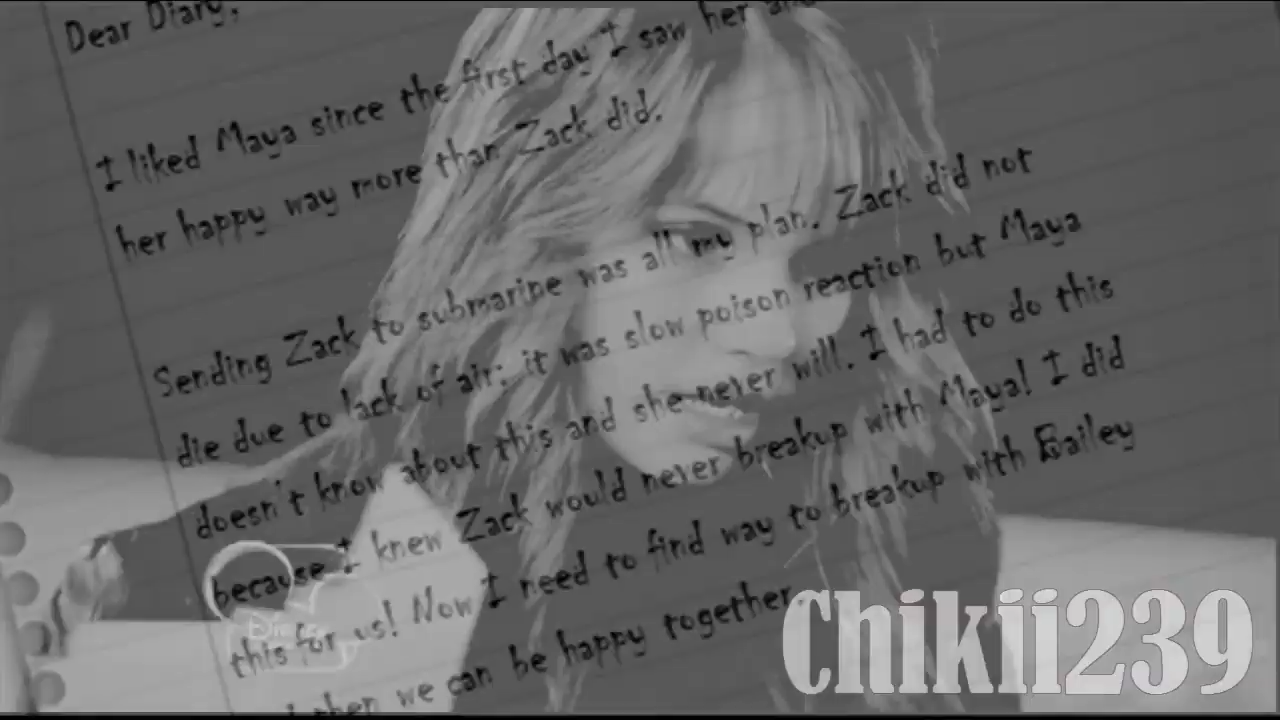 Dear Diary,
I liked Maya since the first day I saw her and
her happy way more than Zack did.
Sending Zack to submarine was all my plan. Zack did not
die due to lack of air; it was slow poison reaction but Maya
doesn't know about this and she never will. I had to do this
because I knew Zack would never breakup with Maya! I did
this for us! Now I need to find way to breakup with Bailey
then we can be happy together.
Chikii239